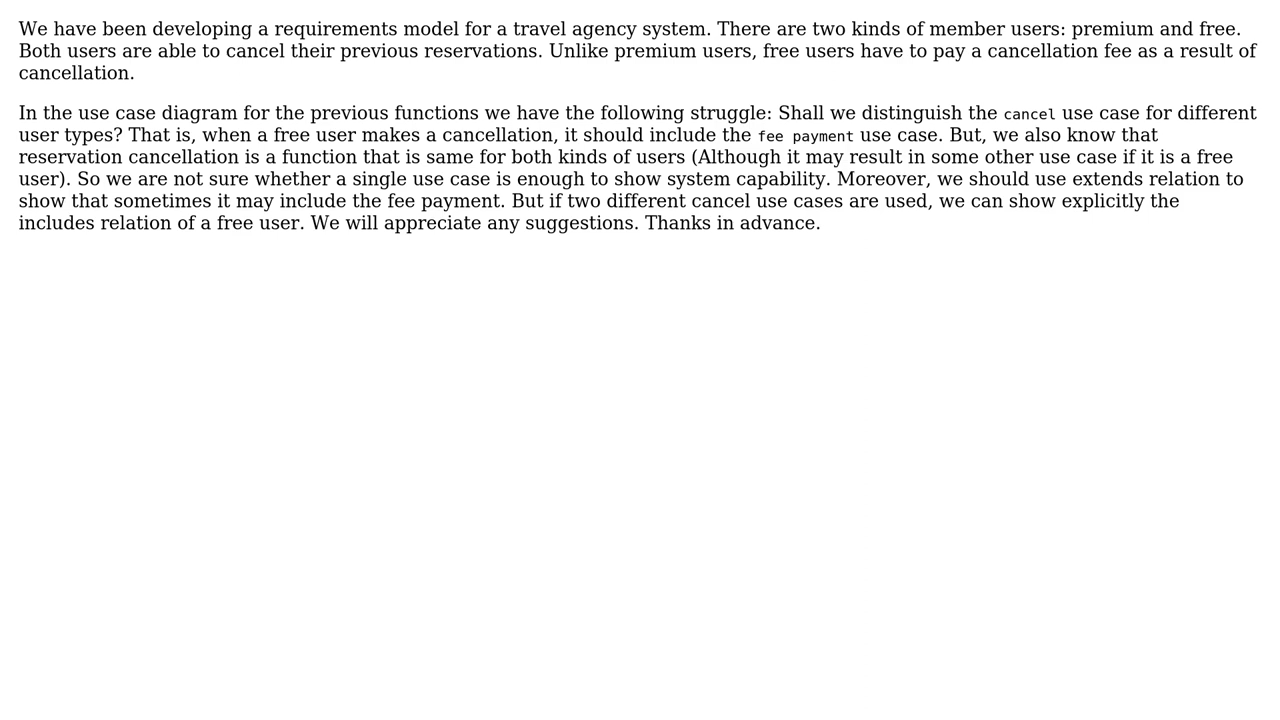 We have been developing a requirements model for a travel agency system. There are two kinds of member users: premium and free.
Both users are able to cancel their previous reservations. Unlike premium users, free users have to pay a cancellation fee as a result of
cancellation.
In the use case diagram for the previous functions we have the following struggle: Shall we distinguish the cancel use case for different
user types? That is, when a free user makes a cancellation, it should include the fee payment use case. But, we also know that
reservation cancellation is a function that is same for both kinds of users (Although it may result in some other use case if it is a free
user). So we are not sure whether a single use case is enough to show system capability. Moreover, we should use extends relation to
show that sometimes it may include the fee payment. But if two different cancel use cases are used, we can show explicitly the
includes relation of a free user. We will appreciate any suggestions. Thanks in advance.